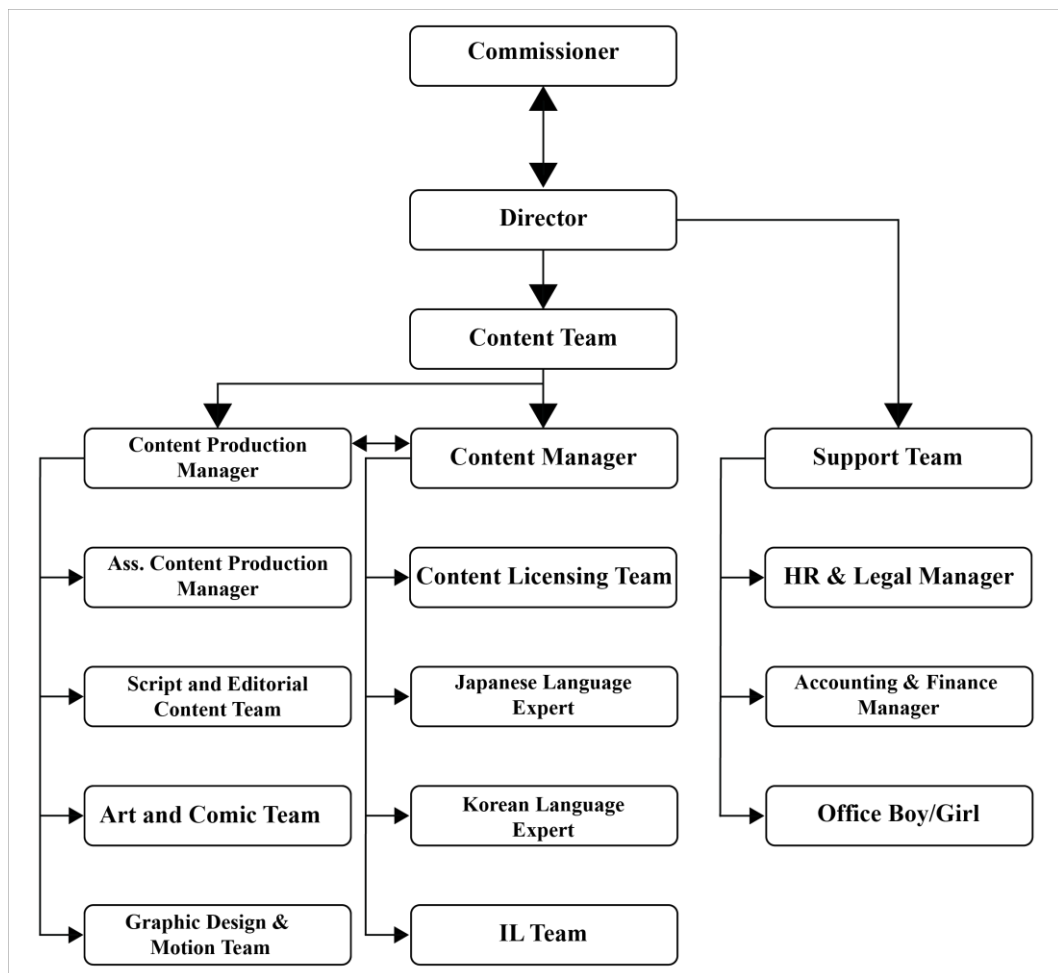 Commissioner
Director
Content Team
Content Production
Manager
Content Manager
Support Team
Ass. Content Production
Manager
Content Licensing Team
HR & Legal Manager
Script and Editorial
Content Team
Japanese Language
Expert
Accounting & Finance
Manager
Art and Comic Team
Korean Language
Expert
Office Boy/Girl
Graphic Design &
Motion Team
IL Team